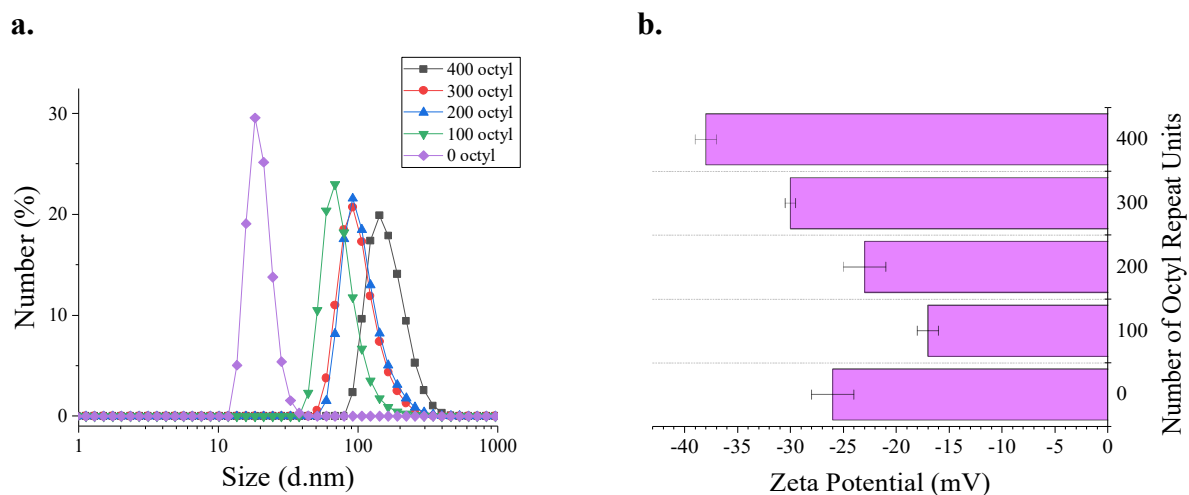 a.
400 octyl
300 octyl
200 octyl
100 octyl
0 octyl
30
20
10
0
Number (%)
1
10
100
1000
Size (d.nm)
b.
400
300
200
100
0
Number of Octyl Repeat Units
-40
-35
-30
-25
-20
-15
-10
-5
0
Zeta Potential (mV)